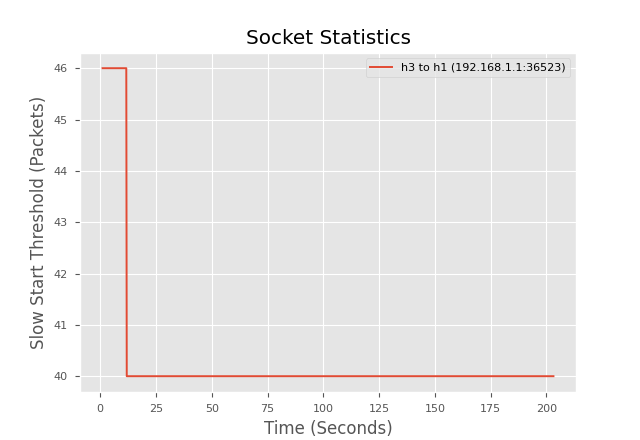 Socket Statistics
h3 to h1 (192.168.1.1:36523)
Slow Start Threshold (Packets)
46
45
44
43
42
41
40
0 25 50 75 100 125 150 175 200
Time (Seconds)